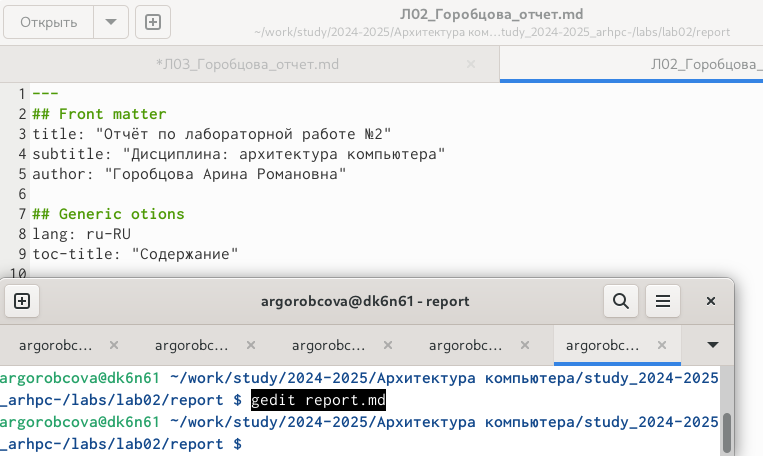 Открыть
Л02_Горобцова_отчет.md
~/work/study/2024-2025/Архитектура ком…tudy_2024-2025_arhpc-/labs/lab02/report
*Л03_Горобцова_отчет.md
Л02_Горобцова_
1 ---
2 ## Front matter
3 title: "Отчёт по лабораторной работе №2"
4 subtitle: "Дисциплина: архитектура компьютера"
5 author: "Горобцова Арина Романовна"
6
7 ## Generic otions
8 lang: ru-RU
9 toc-title: "Содержание"
10
argorobcova@dk6n61 - report
argorobc… argorobc… argorobc… argorobc… argorobc…
argorobcova@dk6n61 ~/work/study/2024-2025/Архитектура компьютера/study_2024-2025
_arhpc-/labs/lab02/report $ gedit report.md
argorobcova@dk6n61 ~/work/study/2024-2025/Архитектура компьютера/study_2024-2025
_arhpc-/labs/lab02/report $